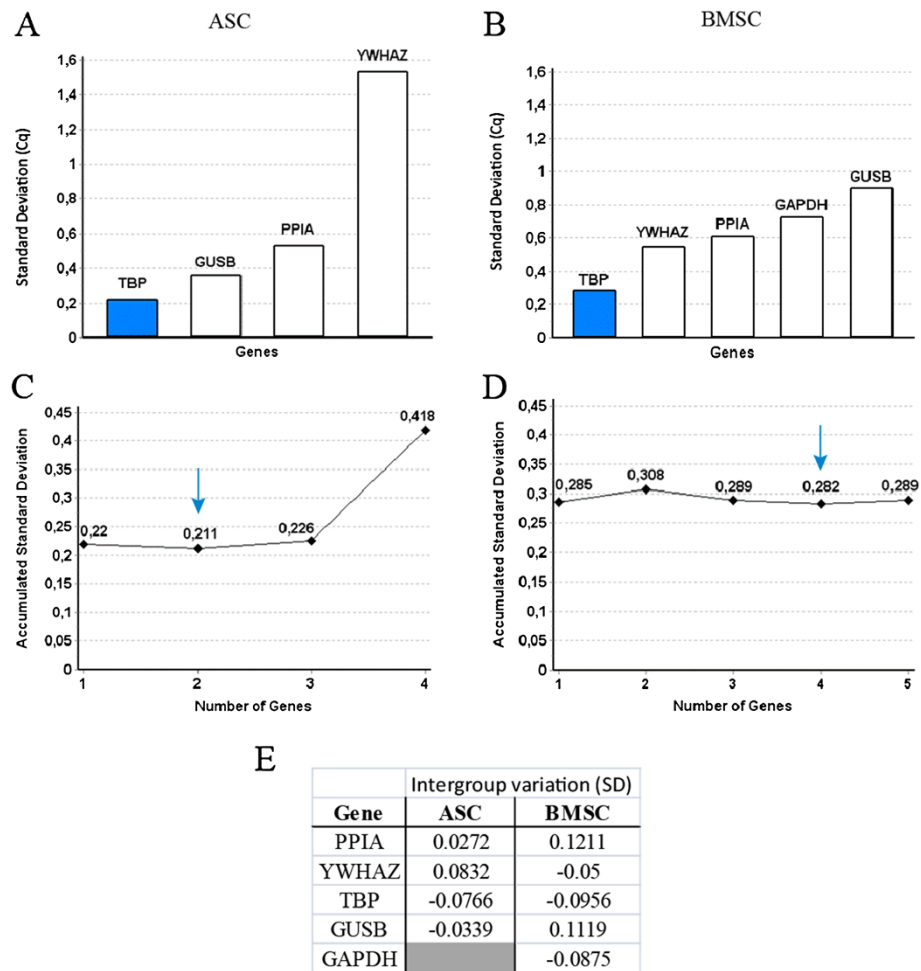 A
ASC
Standard Deviation (Cq)
1,6
1,4
1,2
1
0,8
0,6
0,4
0,2
0
TBP
GUSB
PPIA
YWHAZ
Genes
B
BMSC
Standard Deviation (Cq)
1,6
1,4
1,2
1
0,8
0,6
0,4
0,2
0
TBP
YWHAZ
PPIA
GAPDH
GUSB
Genes
C
Accumulated Standard Deviation
0,45
0,4
0,35
0,3
0,25
0,2
0,15
0,1
0,05
0
0,22
0,211
0,226
0,418
1 2 3 4
Number of Genes
D
Accumulated Standard Deviation
0,45
0,4
0,35
0,3
0,25
0,2
0,15
0,1
0,05
0
0,285
0,308
0,289
0,282
0,289
1 2 3 4 5
Number of Genes
E
Intergroup variation (SD)
Gene ASC BMSC
PPIA 0.0272 0.1211
YWHAZ 0.0832 -0.05
TBP -0.0766 -0.0956
GUSB -0.0339 0.1119
GAPDH -0.0875